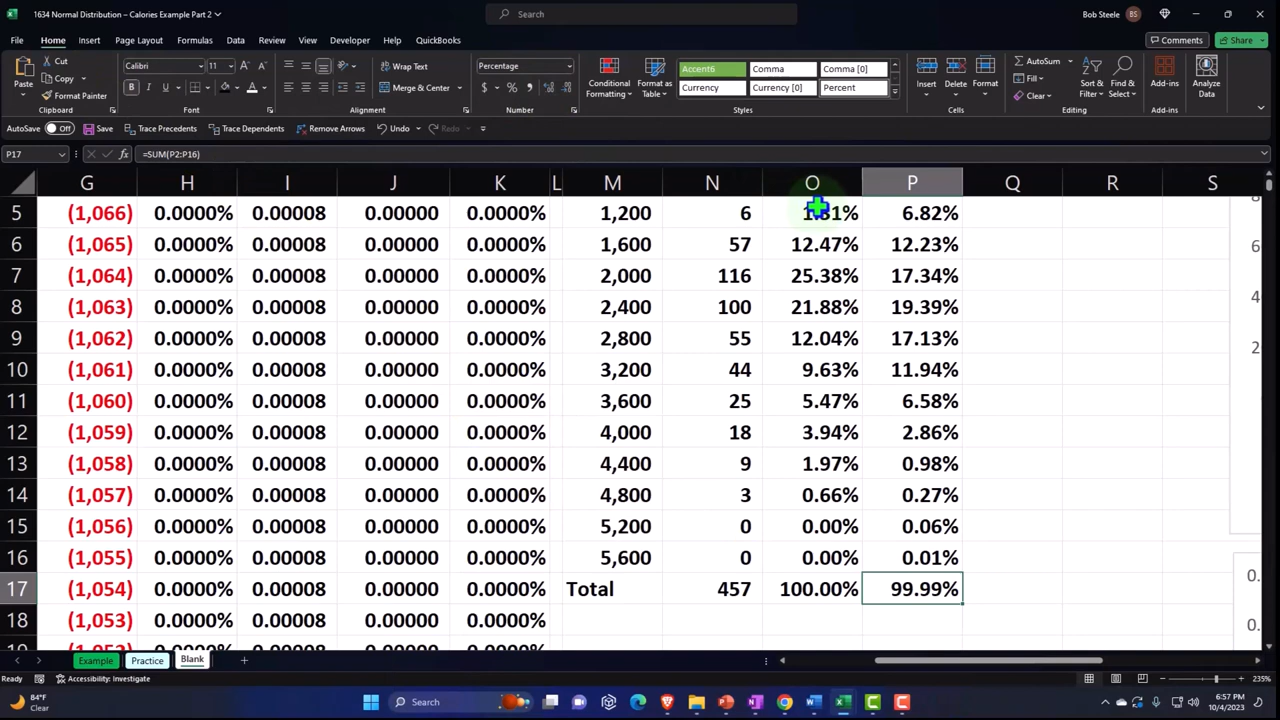 1634 Normal Distribution – Calories Example Part 2
Search
Bob Steele
BS
File Home Insert Page Layout Formulas Data Review View Developer Help QuickBooks
Comments
Share
Paste
Cut
Copy
Format Painter
Clipboard
Calibri
11
B I U
Font
Wrap Text
Merge & Center
Alignment
Percentage
$ % ,
Number
Conditional Formatting
Format as Table
Accent6 Comma Comma [0]
Currency Currency [0] Percent
Styles
Insert
Delete
Format
Cells
AutoSum
Fill
Clear
Sort & Filter
Find & Select
Editing
Add-ins
Add-ins
Analyze Data
AutoSave Off Save Trace Precedents Trace Dependents Remove Arrows Undo Redo
P17 fx =SUM(P2:P16)
G H I J K L M N O P Q R S
5 (1,066) 0.0000% 0.00008 0.00000 0.0000% 1,200 6 6.82%
6 (1,065) 0.0000% 0.00008 0.00000 0.0000% 1,600 57 12.47% 12.23%
7 (1,064) 0.0000% 0.00008 0.00000 0.0000% 2,000 116 25.38% 17.34%
8 (1,063) 0.0000% 0.00008 0.00000 0.0000% 2,400 100 21.88% 19.39%
9 (1,062) 0.0000% 0.00008 0.00000 0.0000% 2,800 55 12.04% 17.13%
10 (1,061) 0.0000% 0.00008 0.00000 0.0000% 3,200 44 9.63% 11.94%
11 (1,060) 0.0000% 0.00008 0.00000 0.0000% 3,600 25 5.47% 6.58%
12 (1,059) 0.0000% 0.00008 0.00000 0.0000% 4,000 18 3.94% 2.86%
13 (1,058) 0.0000% 0.00008 0.00000 0.0000% 4,400 9 1.97% 0.98%
14 (1,057) 0.0000% 0.00008 0.00000 0.0000% 4,800 3 0.66% 0.27%
15 (1,056) 0.0000% 0.00008 0.00000 0.0000% 5,200 0 0.00% 0.06%
16 (1,055) 0.0000% 0.00008 0.00000 0.0000% 5,600 0 0.00% 0.01%
17 (1,054) 0.0000% 0.00008 0.00000 0.0000% Total 457 100.00% 99.99%
18 (1,053) 0.0000% 0.00008 0.00000 0.0000%
8
6
4
2
0.
0.
Example Practice Blank
Ready Accessibility: Investigate
235%
84°F
Clear
Search
6:57 PM
10/4/2023